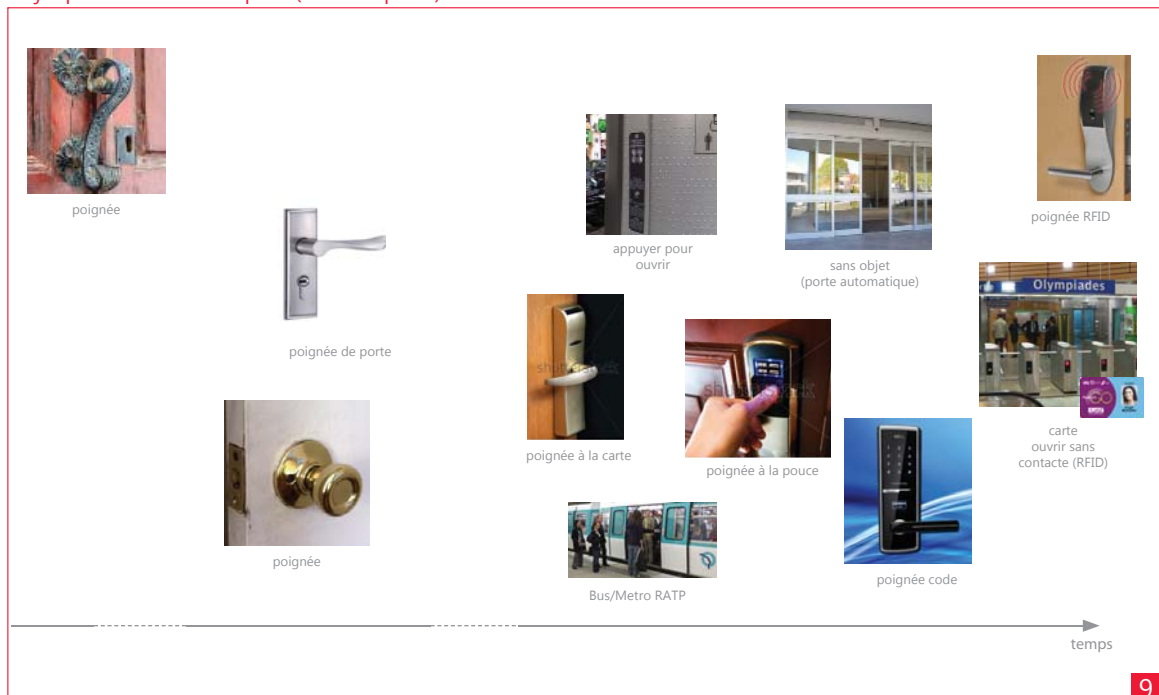 poignée
poignée de porte
poignée
appuyer pour
ouvrir
sans objet
(porte automatique)
poignée RFID
Olympiades
carte
ouvrir sans
contacte (RFID)
poignée à la carte
poignée à la pouce
poignée code
Bus/Metro RATP
temps
9